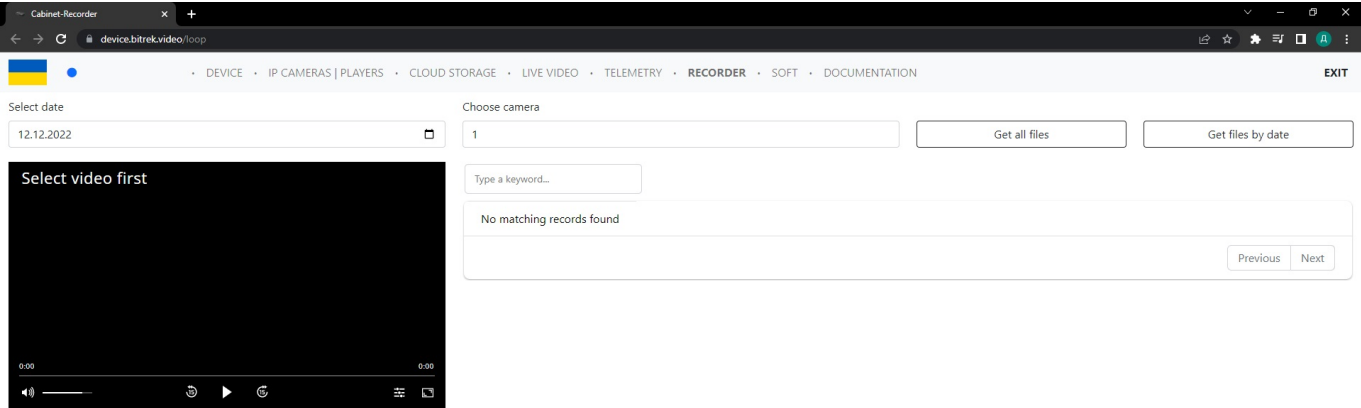 Cabinet-Recorder
device.bitrek.video/loop
Д
• DEVICE • IP CAMERAS | PLAYERS • CLOUD STORAGE • LIVE VIDEO • TELEMETRY • RECORDER • SOFT • DOCUMENTATION EXIT
Select date
Choose camera
12.12.2022
1
Get all files
Get files by date
Select video first
Type a keyword...
No matching records found
Previous Next
0:00 0:00
15 15